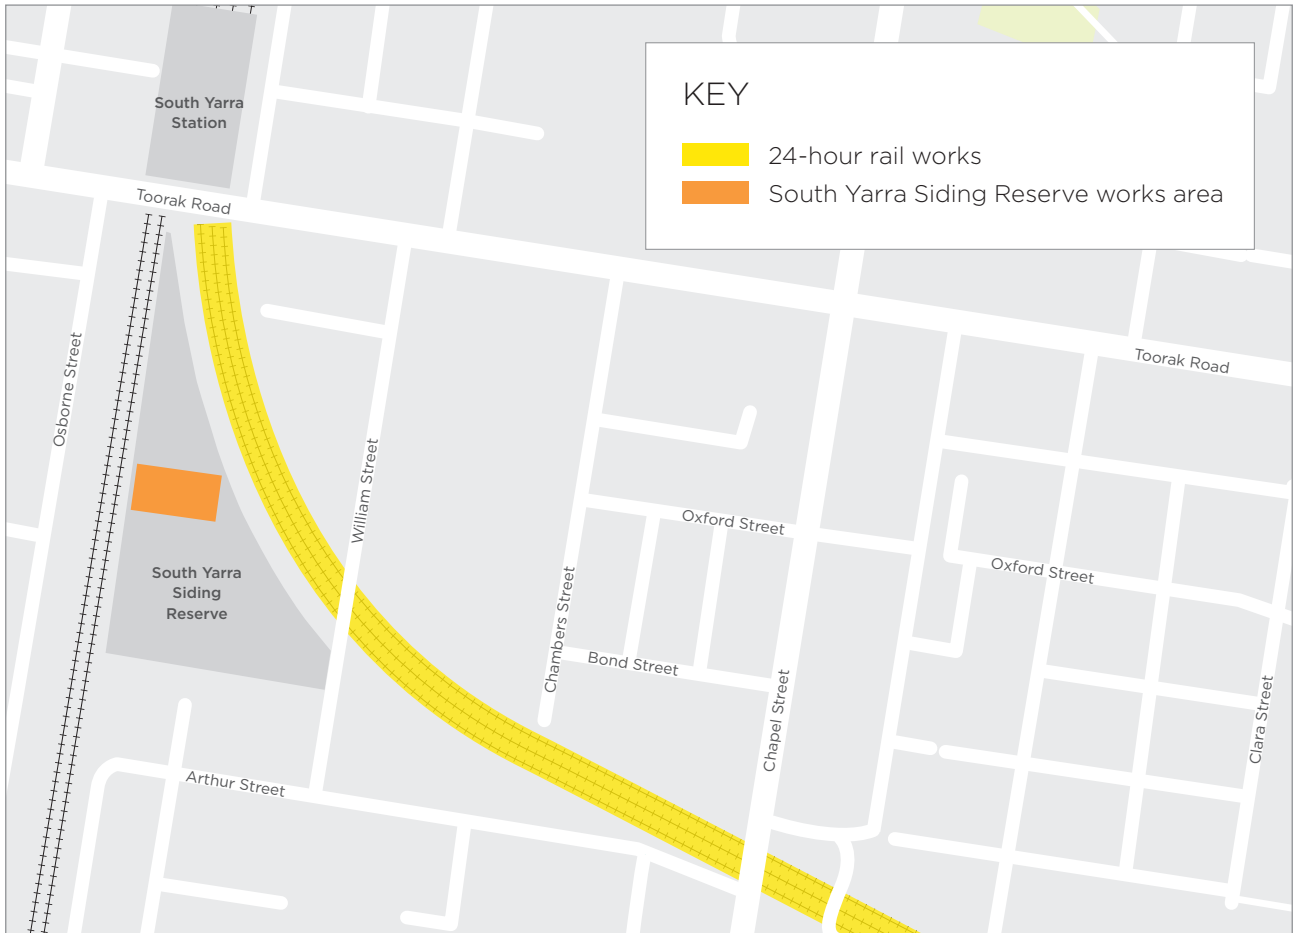 South Yarra
Station
KEY
24-hour rail works
South Yarra Siding Reserve works area
Toorak Road
Toorak Road
Osborne Street
William Street
Oxford Street
Oxford Street
South Yarra
Siding
Reserve
Chambers Street
Bond Street
Chapel Street
Clara Street
Arthur Street